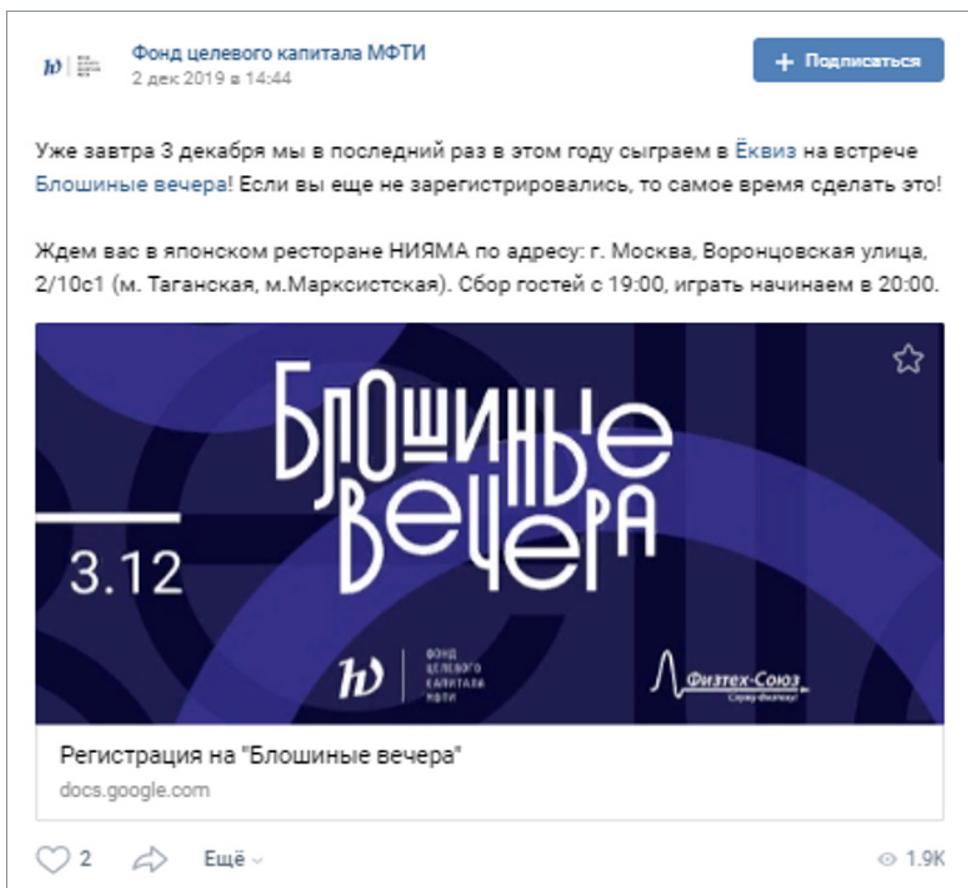 Фонд целевого капитала МФТИ
2 дек 2019 в 14:44
+ Подписаться
Уже завтра 3 декабря мы в последний раз в этом году сыграем в Ёквиз на встрече
Блошиные вечера! Если вы еще не зарегистрировались, то самое время сделать это!
Ждем вас в японском ресторане НИЯМА по адресу: г. Москва, Воронцовская улица,
2/10с1 (м. Таганская, м.Марксистская). Сбор гостей с 19:00, играть начинаем в 20:00.
Блошиные
вечера
3.12
ФОНД
ЦЕЛЕВОГО
КАПИТАЛА
МФТИ
Физтех-Союз
Служу Физтеху!
Регистрация на "Блошиные вечера"
docs.google.com
2
Ещё
1.9K